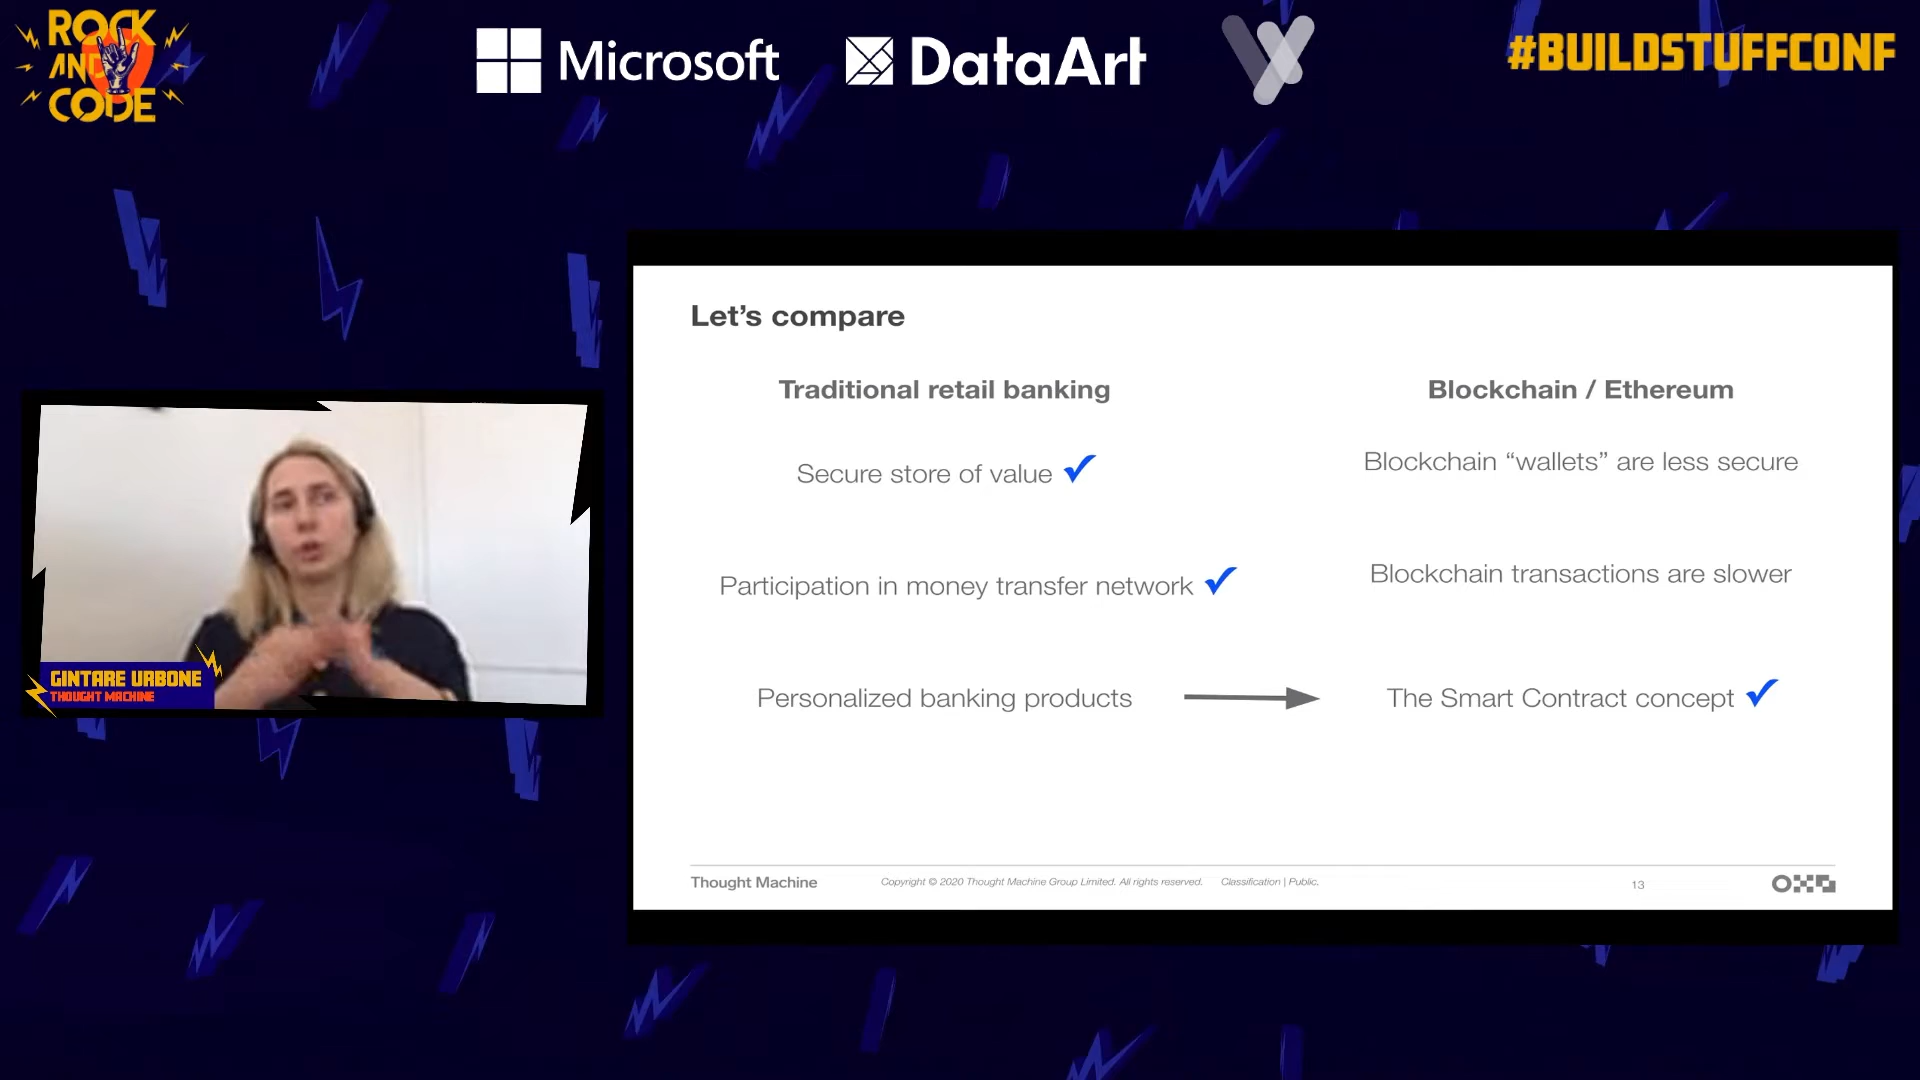 ROCK
AND
CODE
Microsoft
DataArt
#BUILDSTUFFCONF
Let’s compare
Traditional retail banking
Blockchain / Ethereum
Secure store of value
Blockchain “wallets” are less secure
Participation in money transfer network
Blockchain transactions are slower
Personalized banking products
The Smart Contract concept
GINTARE URBONE
THOUGHT MACHINE
Thought Machine
Copyright © 2020 Thought Machine Group Limited. All rights reserved.
Classification | Public.
13